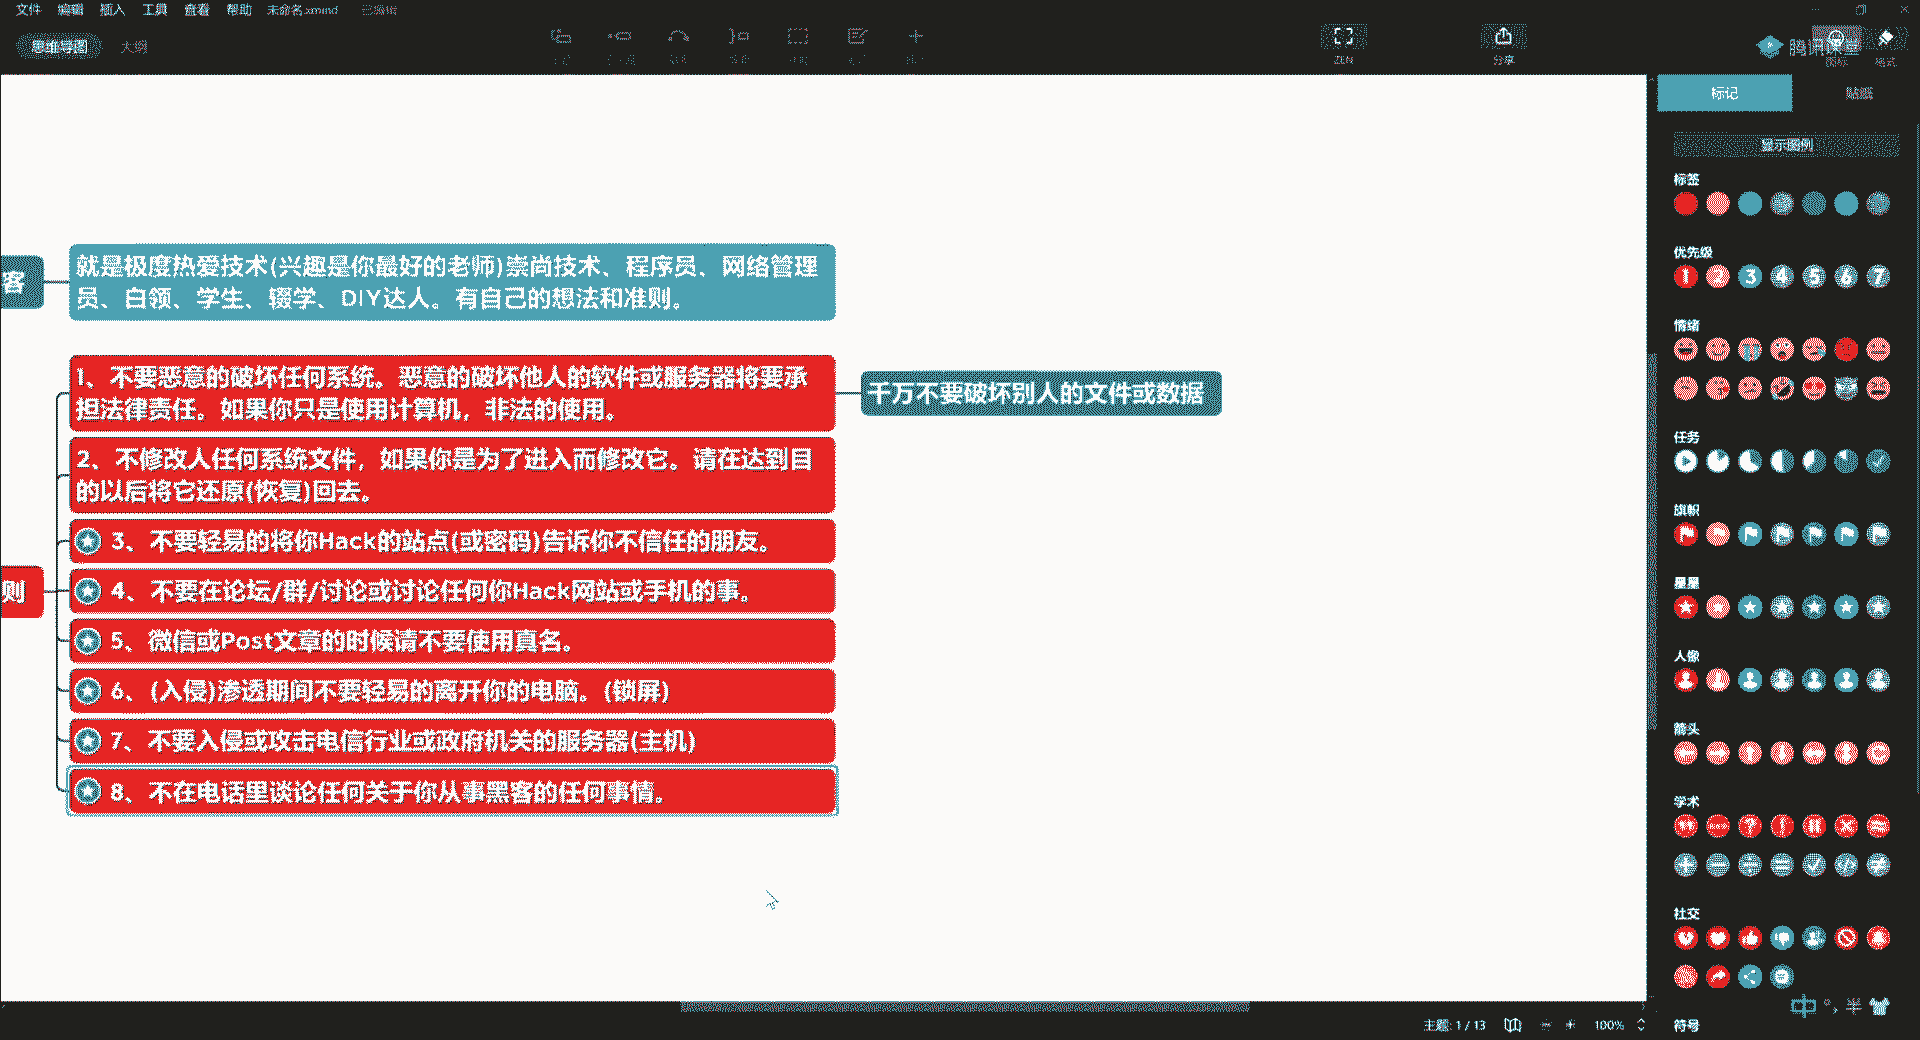 文件 编辑 插入 工具 查看 帮助 未命名.xmind 已编辑
思维导图 大纲
ZEN 分享 腾讯课堂 图标 格式
标记 贴纸
显示图例
标签
优先级
1 2 3 4 5 6 7
情绪
任务
旗帜
星星
人像
箭头
学术
社交
符号
客
就是极度热爱技术(兴趣是你最好的老师)崇尚技术、程序员、网络管理
员、白领、学生、辍学、DIY达人。有自己的想法和准则。
则
1、不要恶意的破坏任何系统。恶意的破坏他人的软件或服务器将要承
担法律责任。如果你只是使用计算机，非法的使用。
千万不要破坏别人的文件或数据
2、不修改人任何系统文件，如果你是为了进入而修改它。请在达到目
的以后将它还原(恢复)回去。
3、不要轻易的将你Hack的站点(或密码)告诉你不信任的朋友。
4、不要在论坛/群/讨论或讨论任何你Hack网站或手机的事。
5、微信或Post文章的时候请不要使用真名。
6、(入侵)渗透期间不要轻易的离开你的电脑。(锁屏)
7、不要入侵或攻击电信行业或政府机关的服务器(主机)
8、不在电话里谈论任何关于你从事黑客的任何事情。
中 半
主题: 1 / 13 100%